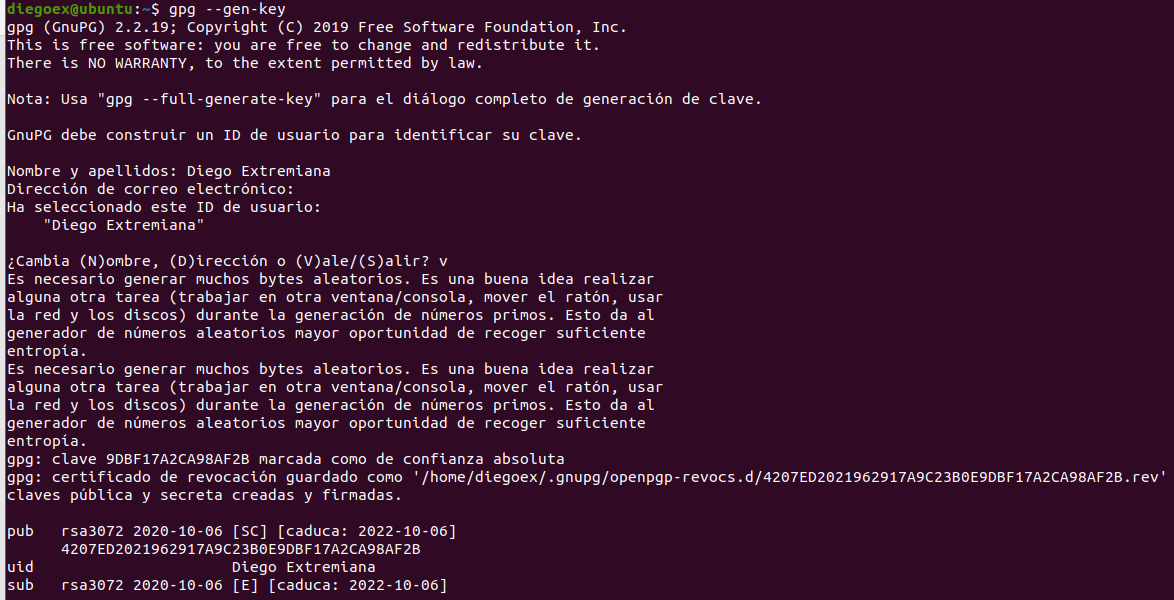 diegoex@ubuntu:~$ gpg --gen-key
gpg (GnuPG) 2.2.19; Copyright (C) 2019 Free Software Foundation, Inc.
This is free software: you are free to change and redistribute it.
There is NO WARRANTY, to the extent permitted by law.

Nota: Usa "gpg --full-generate-key" para el diálogo completo de generación de clave.

GnuPG debe construir un ID de usuario para identificar su clave.

Nombre y apellidos: Diego Extremiana
Dirección de correo electrónico:
Ha seleccionado este ID de usuario:
    "Diego Extremiana"

¿Cambia (N)ombre, (D)irección o (V)ale/(S)alir? v
Es necesario generar muchos bytes aleatorios. Es una buena idea realizar
alguna otra tarea (trabajar en otra ventana/consola, mover el ratón, usar
la red y los discos) durante la generación de números primos. Esto da al
generador de números aleatorios mayor oportunidad de recoger suficiente
entropía.
Es necesario generar muchos bytes aleatorios. Es una buena idea realizar
alguna otra tarea (trabajar en otra ventana/consola, mover el ratón, usar
la red y los discos) durante la generación de números primos. Esto da al
generador de números aleatorios mayor oportunidad de recoger suficiente
entropía.
gpg: clave 9DBF17A2CA98AF2B marcada como de confianza absoluta
gpg: certificado de revocación guardado como '/home/diegoex/.gnupg/openpgp-revocs.d/4207ED2021962917A9C23B0E9DBF17A2CA98AF2B.rev'
claves pública y secreta creadas y firmadas.

pub   rsa3072 2020-10-06 [SC] [caduca: 2022-10-06]
      4207ED2021962917A9C23B0E9DBF17A2CA98AF2B
uid                      Diego Extremiana
sub   rsa3072 2020-10-06 [E] [caduca: 2022-10-06]